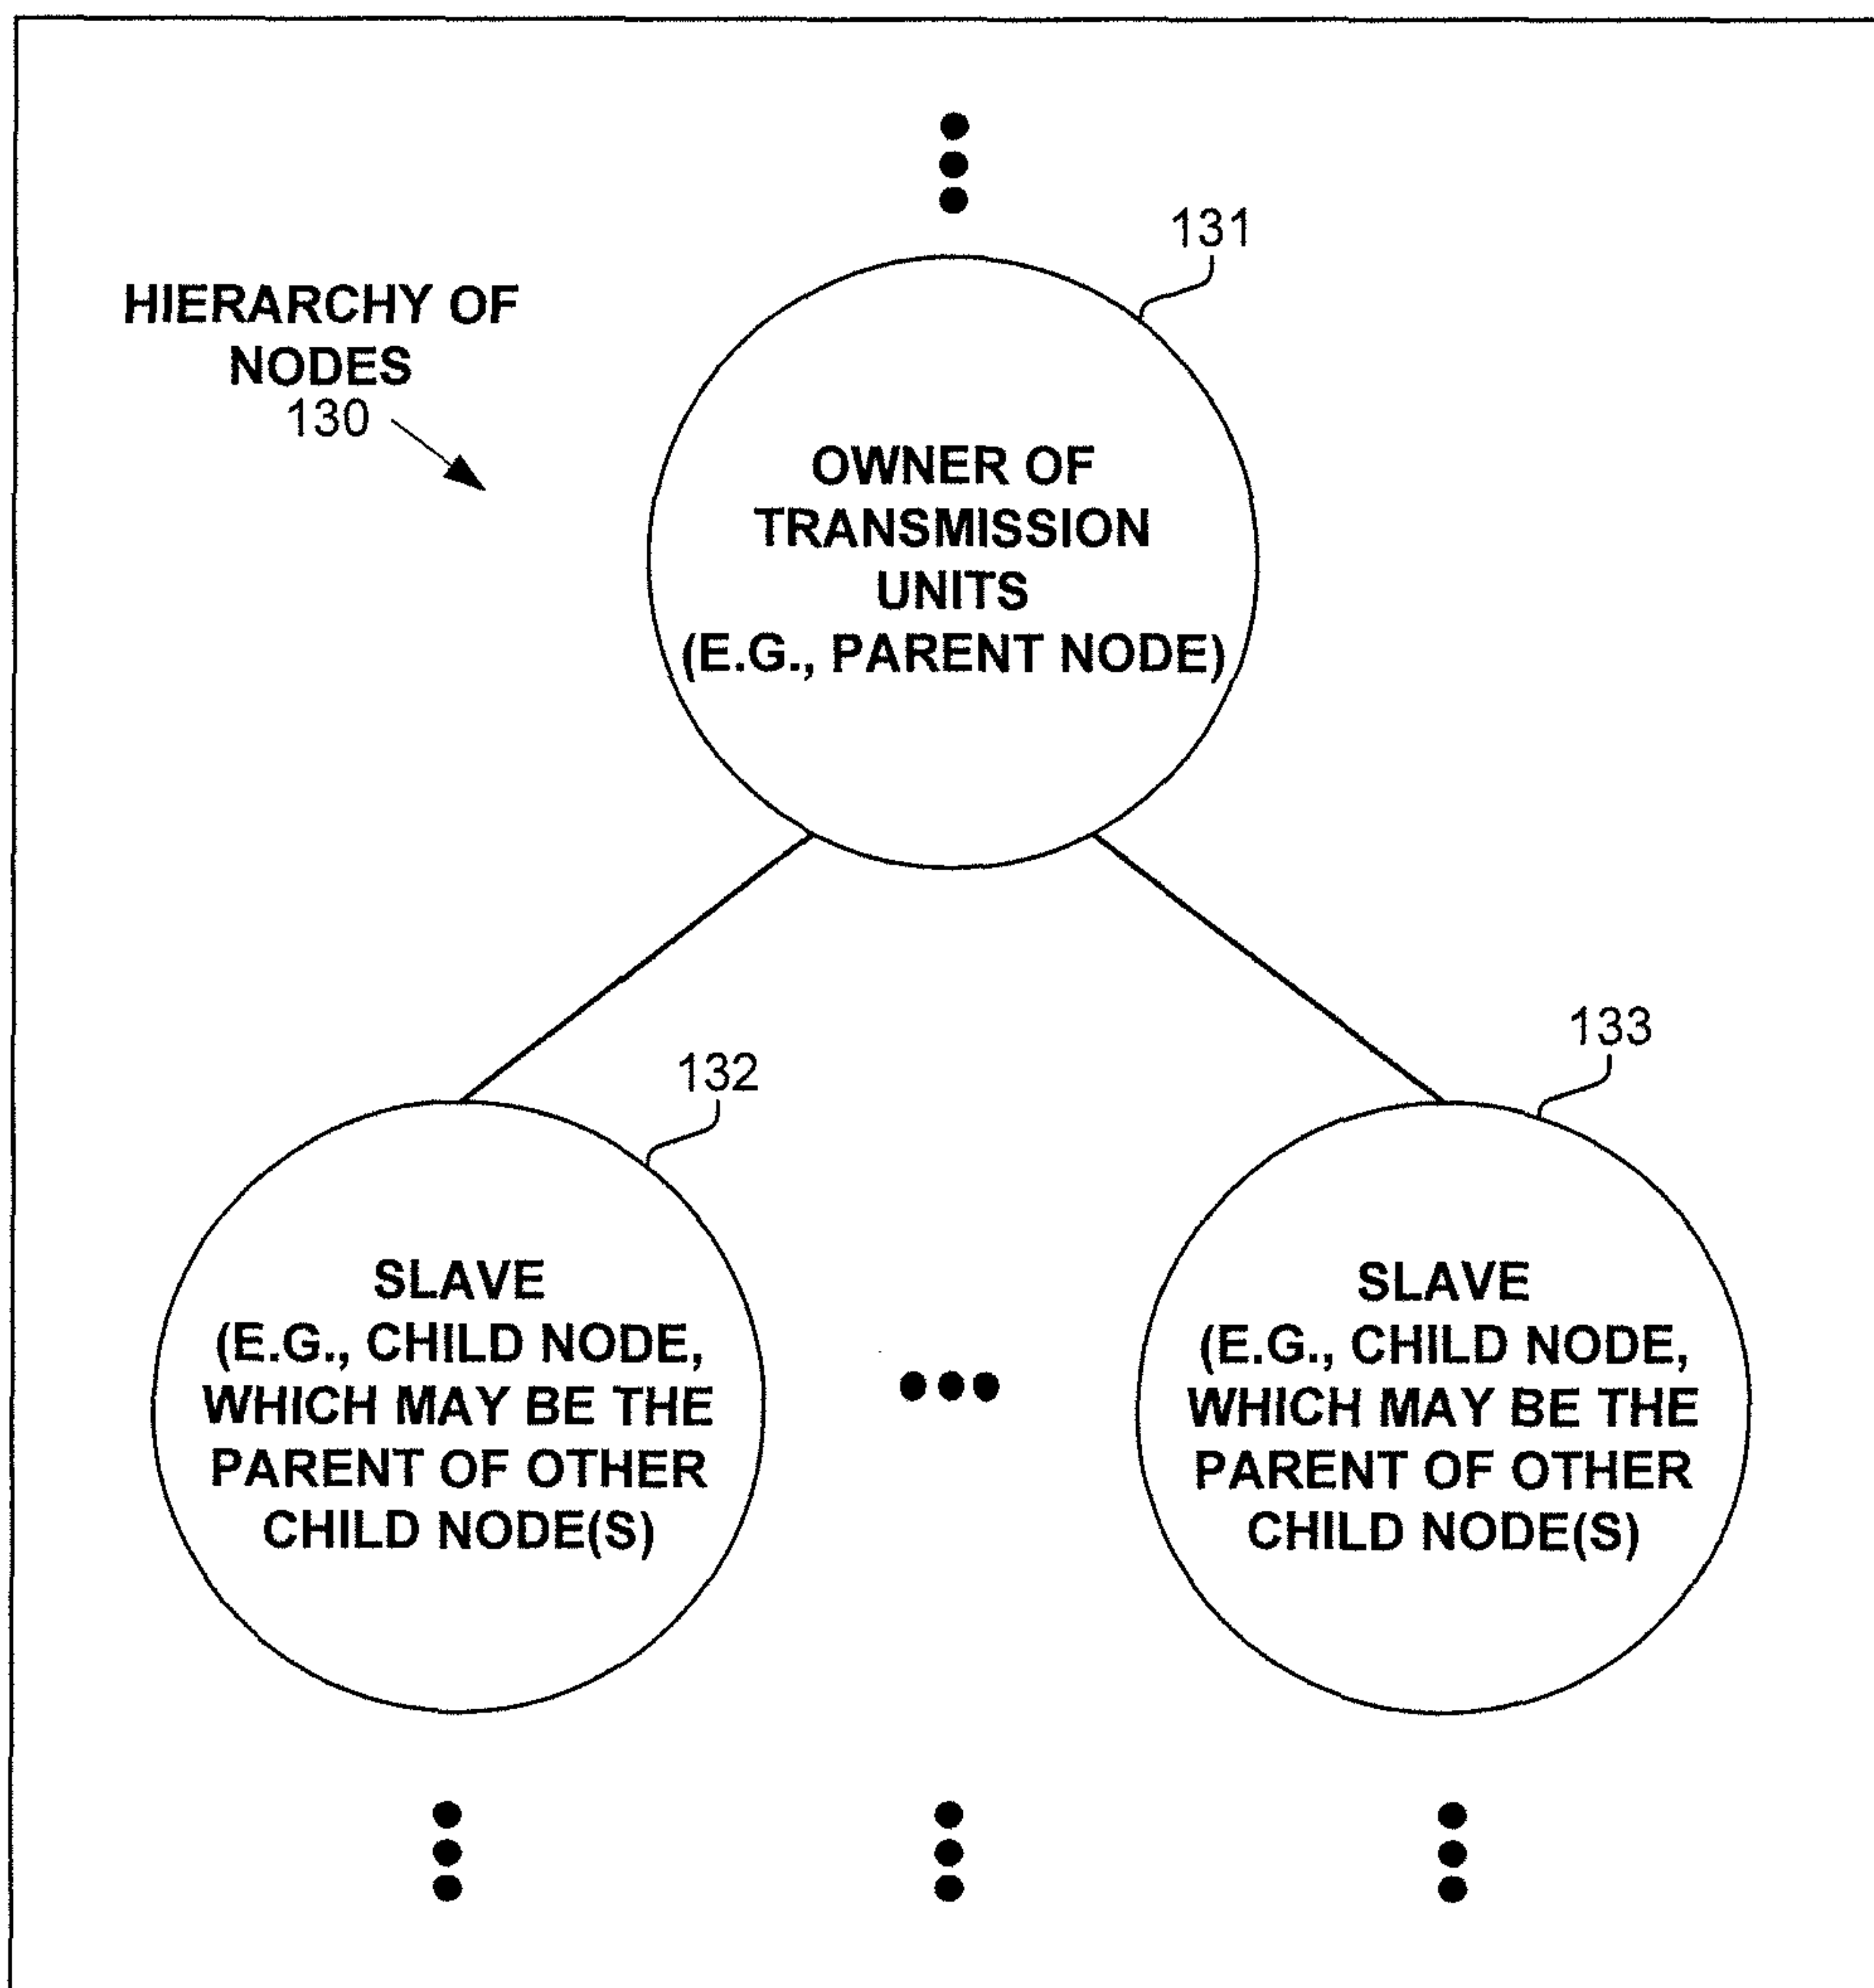 131
HIERARCHY OF
NODES
130
OWNER OF
TRANSMISSION
UNITS
(E.G., PARENT NODE)
132
133
SLAVE
(E.G., CHILD NODE,
WHICH MAY BE THE
PARENT OF OTHER
CHILD NODE(S)
SLAVE
(E.G., CHILD NODE,
WHICH MAY BE THE
PARENT OF OTHER
CHILD NODE(S)